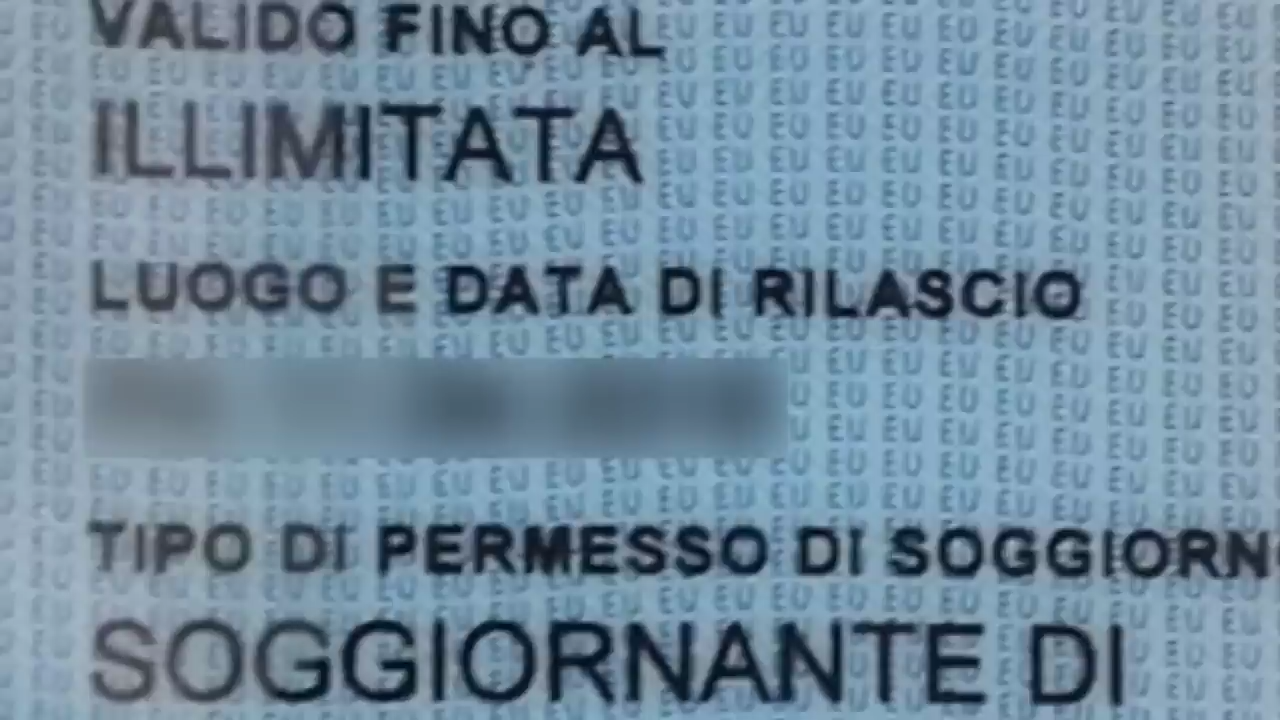 VALIDO FINO AL
ILLIMITATA
LUOGO E DATA DI RILASCIO
TIPO DI PERMESSO DI SOGGIORN
SOGGIORNANTE DI